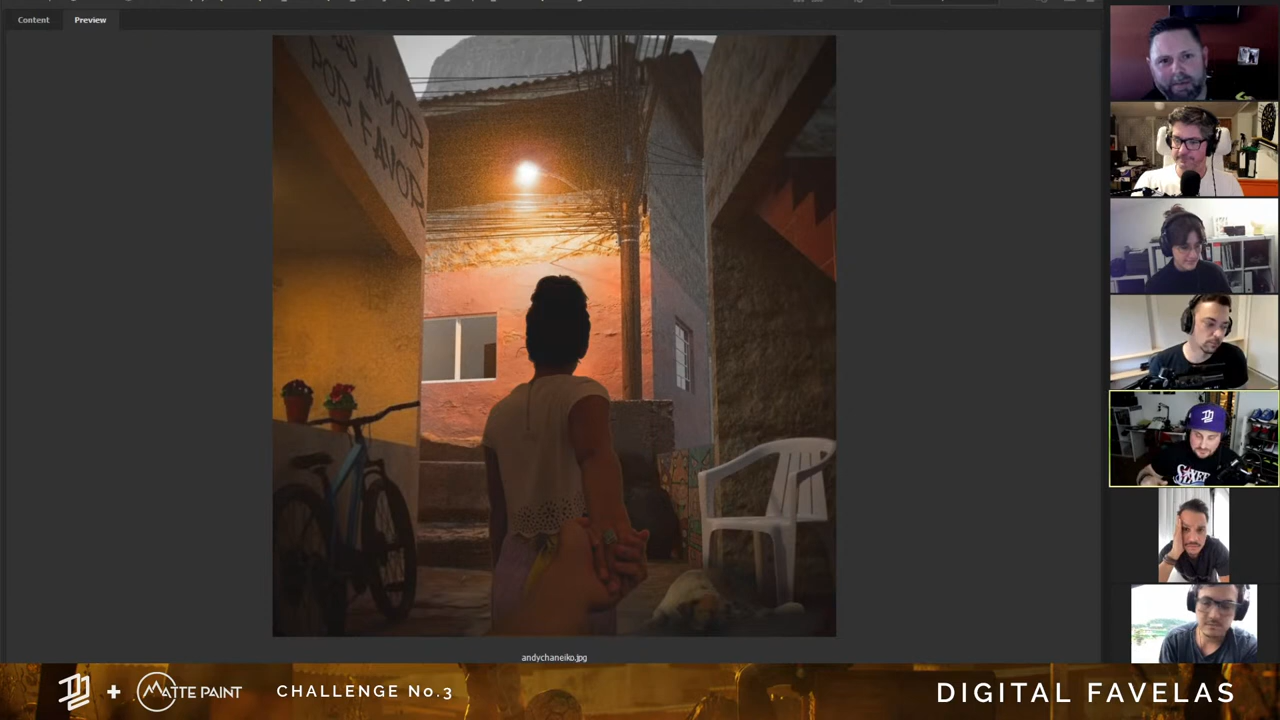 Content Preview
AMOR
POR FAVOR
andychaneiko.jpg
+ MATTE PAINT CHALLENGE No.3 DIGITAL FAVELAS